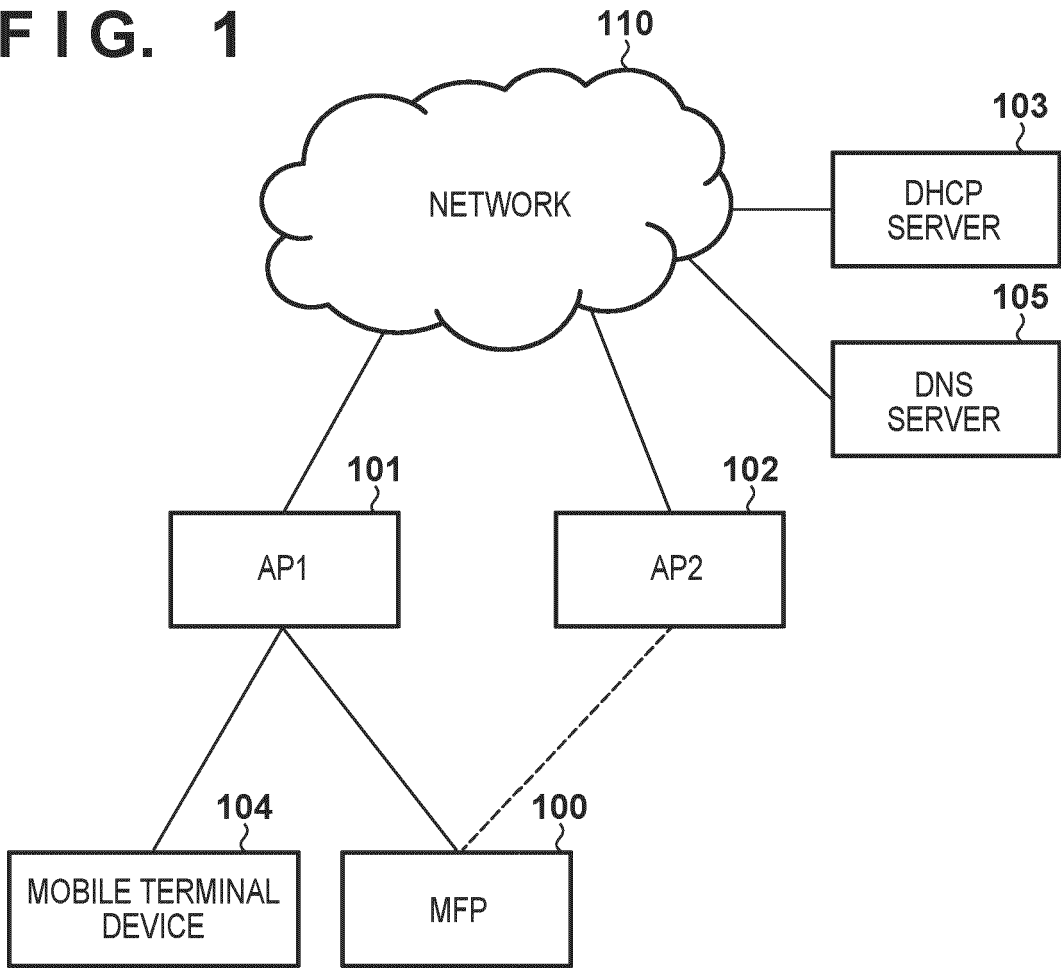 FIG. 1
110
103
NETWORK
DHCP
SERVER
105
DNS
SERVER
101
102
AP1
AP2
104
100
MOBILE TERMINAL
DEVICE
MFP